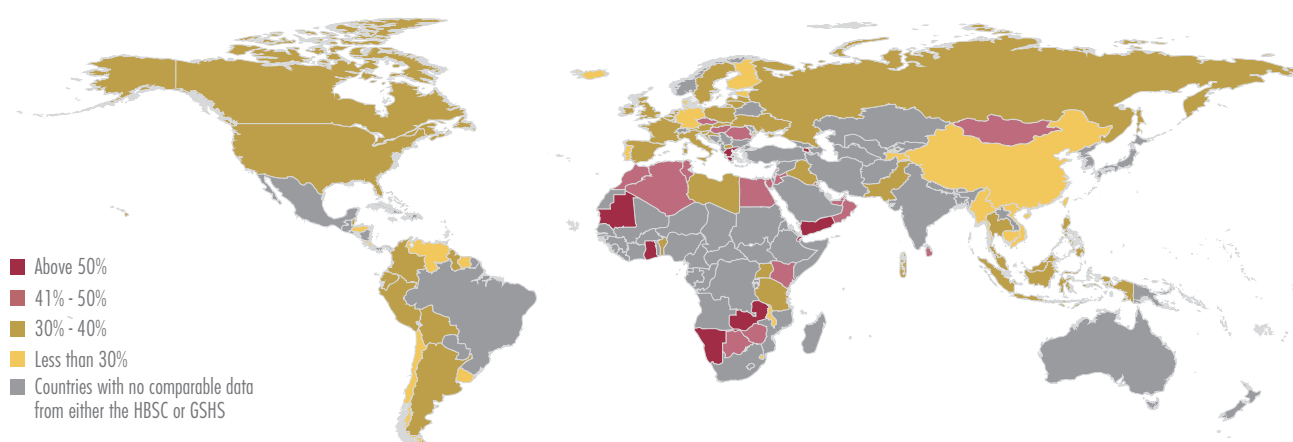 Above 50%
41% - 50%
30% - 40%
Less than 30%
Countries with no comparable data
from either the HBSC or GSHS